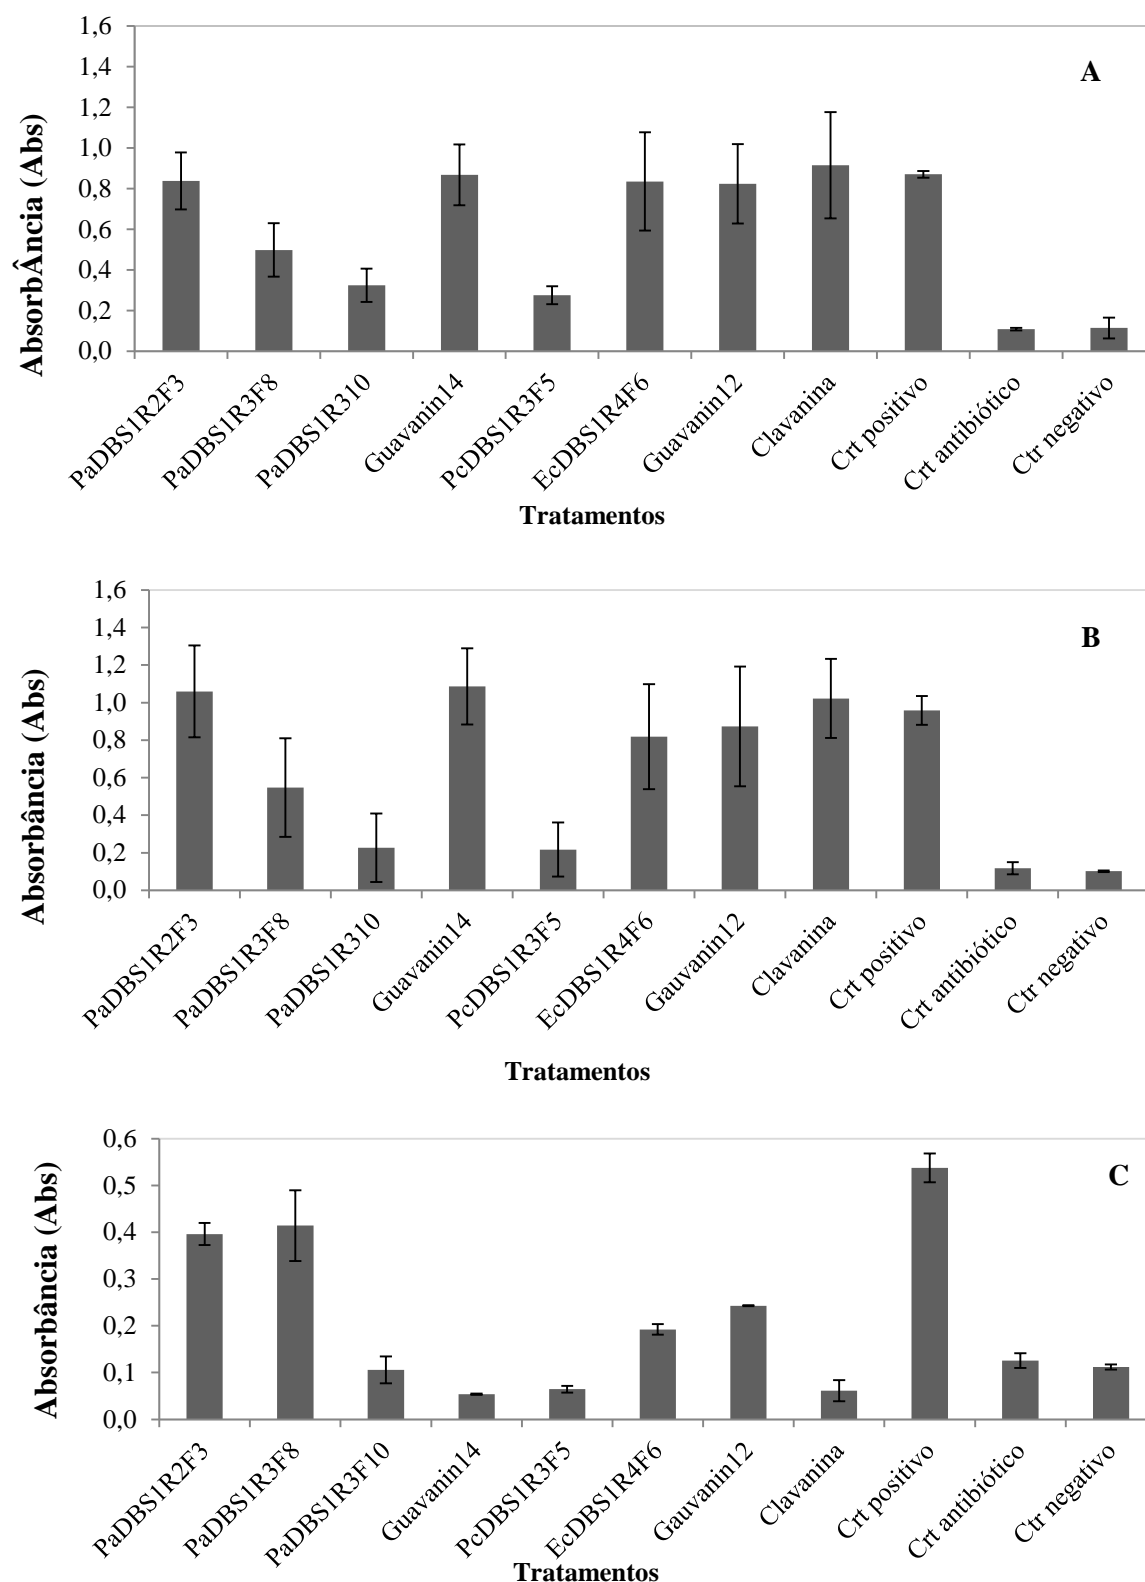 1,6
1,4
1,2
1,0
0,8
0,6
0,4
0,2
0,0
AbsorbÂncia (Abs)
A
PaDBS1R2F3
PaDBS1R3F8
PaDBS1R310
Guavanin14
PcDBS1R3F5
EcDBS1R4F6
Guavanin12
Clavanina
Crt positivo
Crt antibiótico
Ctr negativo
Tratamentos
1,6
1,4
1,2
1,0
0,8
0,6
0,4
0,2
0,0
Absorbância (Abs)
B
PaDBS1R2F3
PaDBS1R3F8
PaDBS1R310
Guavanin14
PcDBS1R3F5
EcDBS1R4F6
Gauvanin12
Clavanina
Crt positivo
Crt antibiótico
Ctr negativo
Tratamentos
0,6
0,5
0,4
0,3
0,2
0,1
0,0
Absorbância (Abs)
C
PaDBS1R2F3
PaDBS1R3F8
PaDBS1R3F10
Guavanin14
PcDBS1R3F5
EcDBS1R4F6
Gauvanin12
Clavanina
Crt positivo
Crt antibiótico
Ctr negativo
Tratamentos